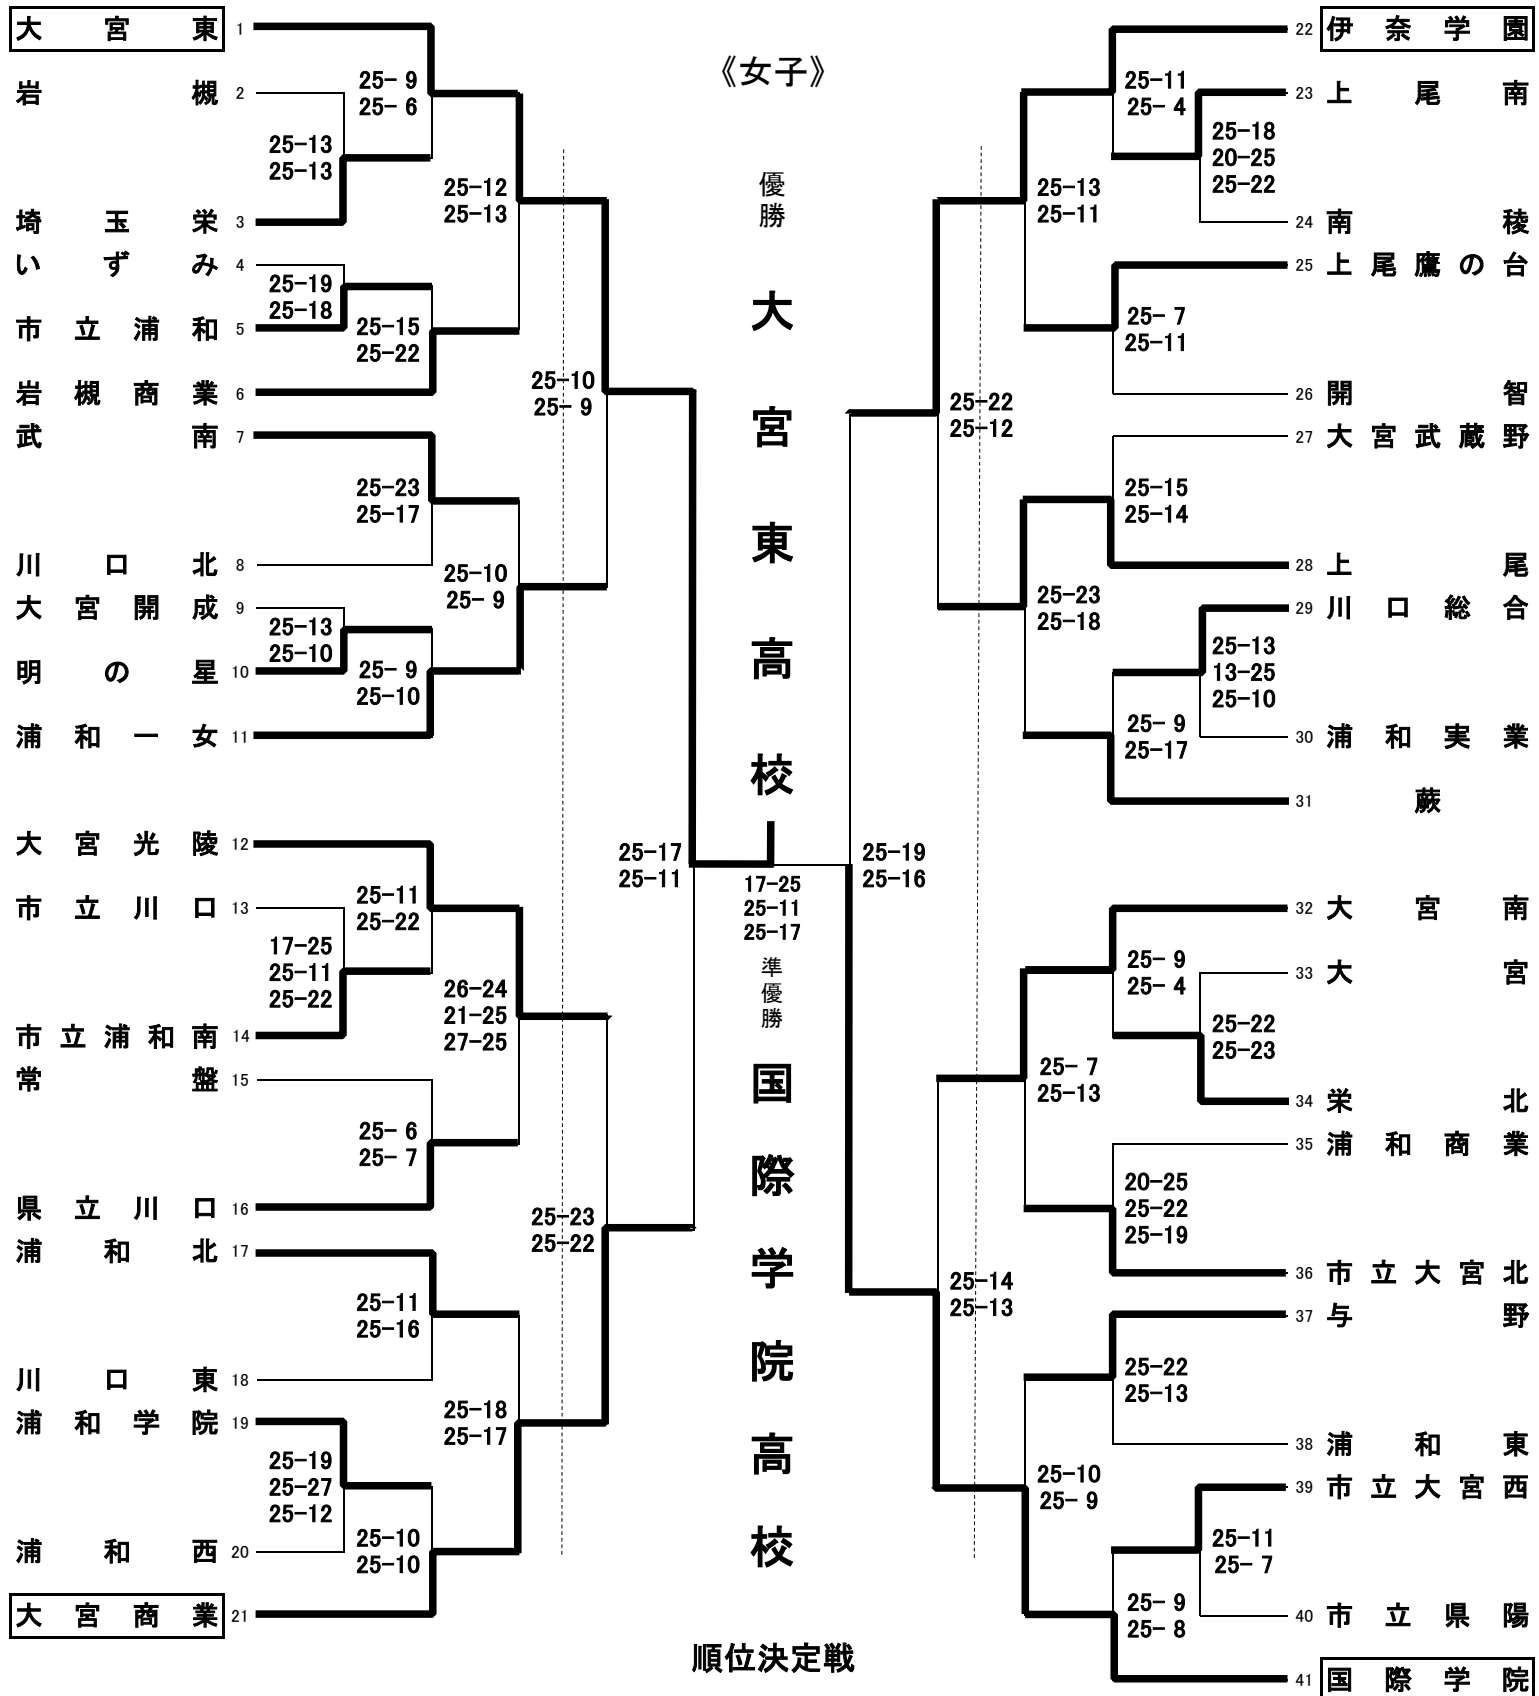 《女子》
大宮東 1
岩槻 2
埼玉栄 3
いずみ 4
市立浦和 5
岩槻商業 6
武南 7
川口北 8
大宮開成 9
明の星 10
浦和一女 11
大宮光陵 12
市立川口 13
市立浦和南 14
常盤 15
県立川口 16
浦和北 17
川口東 18
浦和学院 19
浦和西 20
大宮商業 21
25-13
25-13
25-19
25-18
25-13
25-10
17-25
25-11
25-22
25-19
25-27
25-12
25- 9
25- 6
25-15
25-22
25-23
25-17
25- 9
25-10
25-11
25-22
25- 6
25- 7
25-11
25-16
25-10
25-10
25-12
25-13
25-10
25- 9
26-24
21-25
27-25
25-18
25-17
25-10
25- 9
25-23
25-22
25-17
25-11
優勝
大宮東高校
17-25
25-11
25-17
準優勝
国際学院高校
順位決定戦
25-19
25-16
25-22
25-12
25-14
25-13
25-13
25-11
25-23
25-18
25- 7
25-13
25-10
25- 9
25-11
25- 4
25- 7
25-11
25-15
25-14
25- 9
25-17
25- 9
25- 4
20-25
25-22
25-19
25-22
25-13
25- 9
25- 8
25-18
20-25
25-22
25-13
13-25
25-10
25-22
25-23
25-11
25- 7
22 伊奈学園
23 上尾南
24 南稜
25 上尾鷹の台
26 開智
27 大宮武蔵野
28 上尾
29 川口総合
30 浦和実業
31 蕨
32 大宮南
33 大宮
34 栄北
35 浦和商業
36 市立大宮北
37 与野
38 浦和東
39 市立大宮西
40 市立県陽
41 国際学院